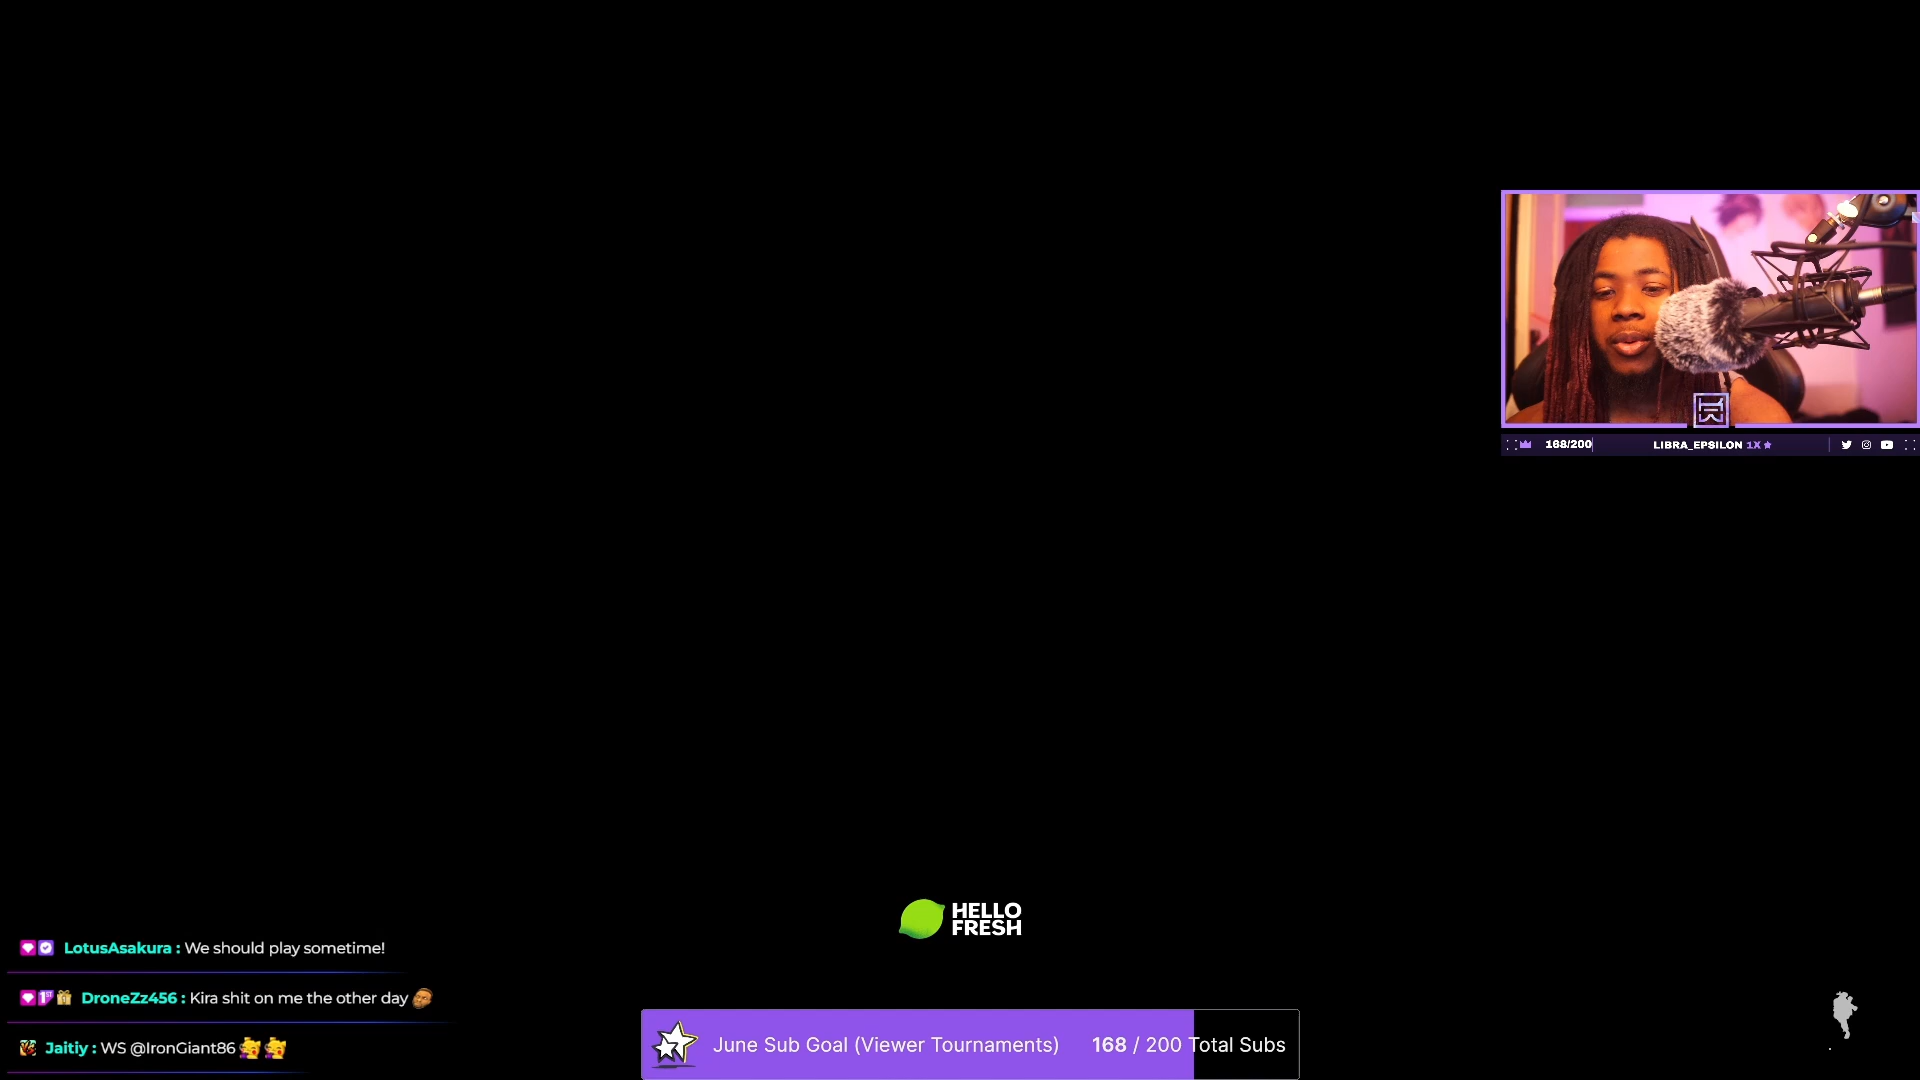 168/200
LIBRA_EPSILON 1X
HELLO
FRESH
LotusAsakura : We should play sometime!
DroneZz456 : Kira shit on me the other day
Jaitiy : WS @IronGiant86
June Sub Goal (Viewer Tournaments) 168 / 200 Total Subs